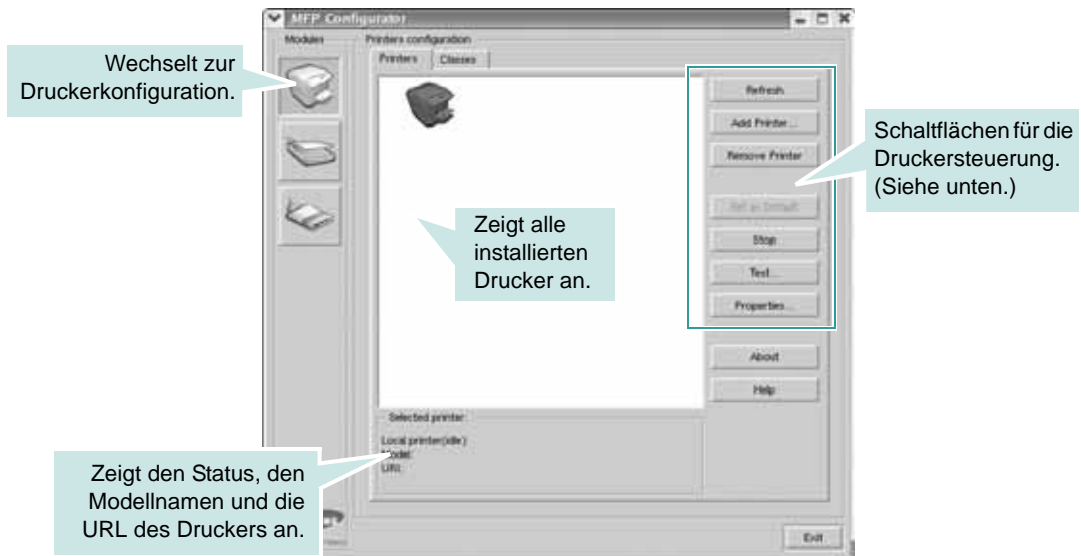 MFP Configurator
Modules
Printers configuration
Printers
Classes
Wechselt zur
Druckerkonfiguration.
Refresh
Add Printer...
Remove Printer
Schaltflächen für die
Druckersteuerung.
(Siehe unten.)
Set as Default
Zeigt alle
installierten
Drucker an.
Stop
Test...
Properties...
About
Help
Selected printer:
Local printer(idle)
Model:
URI:
Zeigt den Status, den
Modellnamen und die
URL des Druckers an.
Exit